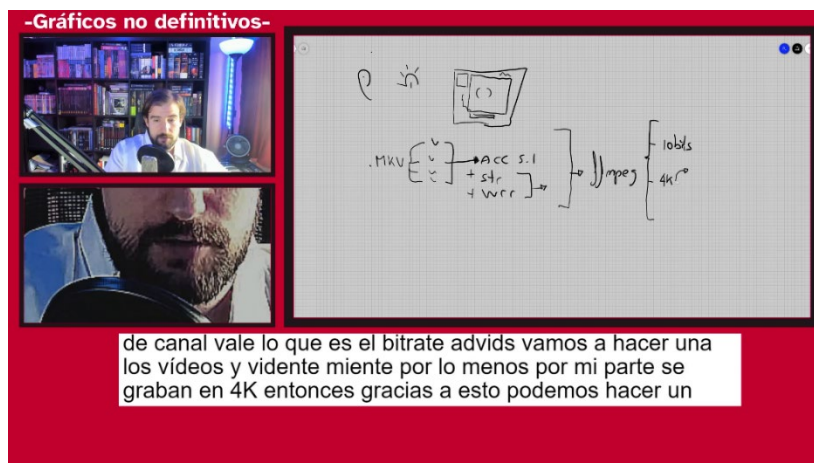 -Gráficos no definitivos-
.MKV
Acc 5.1
+ str
+
mpeg
10bits
4K
de canal vale lo que es el bitrate advids vamos a hacer una
los vídeos y vidente miente por lo menos por mi parte se
graban en 4K entonces gracias a esto podemos hacer un